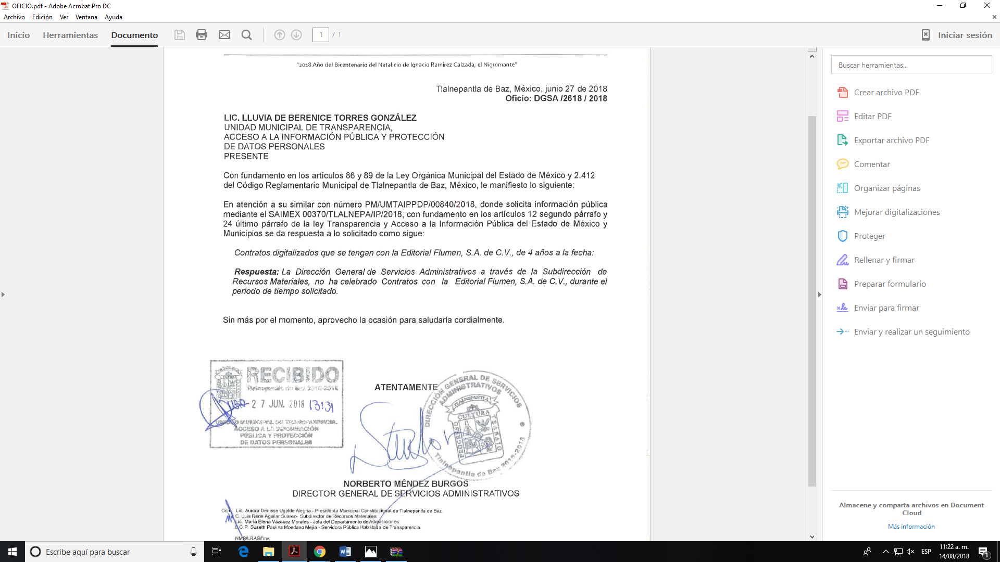 OFICIO.pdf - Adobe Acrobat Pro DC
Archivo Edición Ver Ventana Ayuda
Inicio Herramientas Documento 1 / 1 Iniciar sesión
"2018 Año del Bicentenario del Natalicio de Ignacio Ramírez Calzada, el Nigromante"
Tlalnepantla de Baz, México, junio 27 de 2018
Oficio: DGSA /2618 / 2018
LIC. LLUVIA DE BERENICE TORRES GONZÁLEZ
UNIDAD MUNICIPAL DE TRANSPARENCIA,
ACCESO A LA INFORMACIÓN PÚBLICA Y PROTECCIÓN
DE DATOS PERSONALES
PRESENTE
Con fundamento en los artículos 86 y 89 de la Ley Orgánica Municipal del Estado de México y 2.412
del Código Reglamentario Municipal de Tlalnepantla de Baz, México, le manifiesto lo siguiente:
En atención a su similar con número PM/UMTAIPPDP/00840/2018, donde solicita información pública
mediante el SAIMEX 00370/TLALNEPA/IP/2018, con fundamento en los artículos 12 segundo párrafo y
24 último párrafo de la ley Transparencia y Acceso a la Información Pública del Estado de México y
Municipios se da respuesta a lo solicitado como sigue:
Contratos digitalizados que se tengan con la Editorial Flumen, S.A. de C.V., de 4 años a la fecha:
Respuesta: La Dirección General de Servicios Administrativos a través de la Subdirección de
Recursos Materiales, no ha celebrado Contratos con la Editorial Flumen, S.A. de C.V., durante el
periodo de tiempo solicitado.
Sin más por el momento, aprovecho la ocasión para saludarla cordialmente.
RECIBIDO
Tlalnepantla de Baz 2016-2018
27 JUN. 2018 13:31
UNIDAD MUNICIPAL DE TRANSPARENCIA,
ACCESO A LA INFORMACIÓN
PÚBLICA Y PROTECCIÓN
DE DATOS PERSONALES
ATENTAMENTE
DIRECCIÓN GENERAL DE SERVICIOS
ADMINISTRATIVOS
TLALNEPANTLA
CULTURA
PROGRESO
TRABAJO
Tlalnepantla de Baz 2016-2018
NORBERTO MÉNDEZ BURGOS
DIRECTOR GENERAL DE SERVICIOS ADMINISTRATIVOS
Ccp. Lic. Aurora Denisse Ugalde Alegría.- Presidenta Municipal Constitucional de Tlalnepantla de Baz.
C. Luis Rene Aguilar Suarez- Subdirector de Recursos Materiales.
Lic. María Elena Vázquez Morales.- Jefa del Departamento de Adquisiciones.
L.C.P. Suseth Paulina Moedano Mejía - Servidora Pública Habilitada de Transparencia.
NMB/LRAS/fmv.
Buscar herramientas...
Crear archivo PDF
Editar PDF
Exportar archivo PDF
Comentar
Organizar páginas
Mejorar digitalizaciones
Proteger
Rellenar y firmar
Preparar formulario
Enviar para firmar
Enviar y realizar un seguimiento
Almacene y comparta archivos en Document
Cloud
Más información
Escribe aquí para buscar
ESP
11:22 a. m.
14/08/2018
1